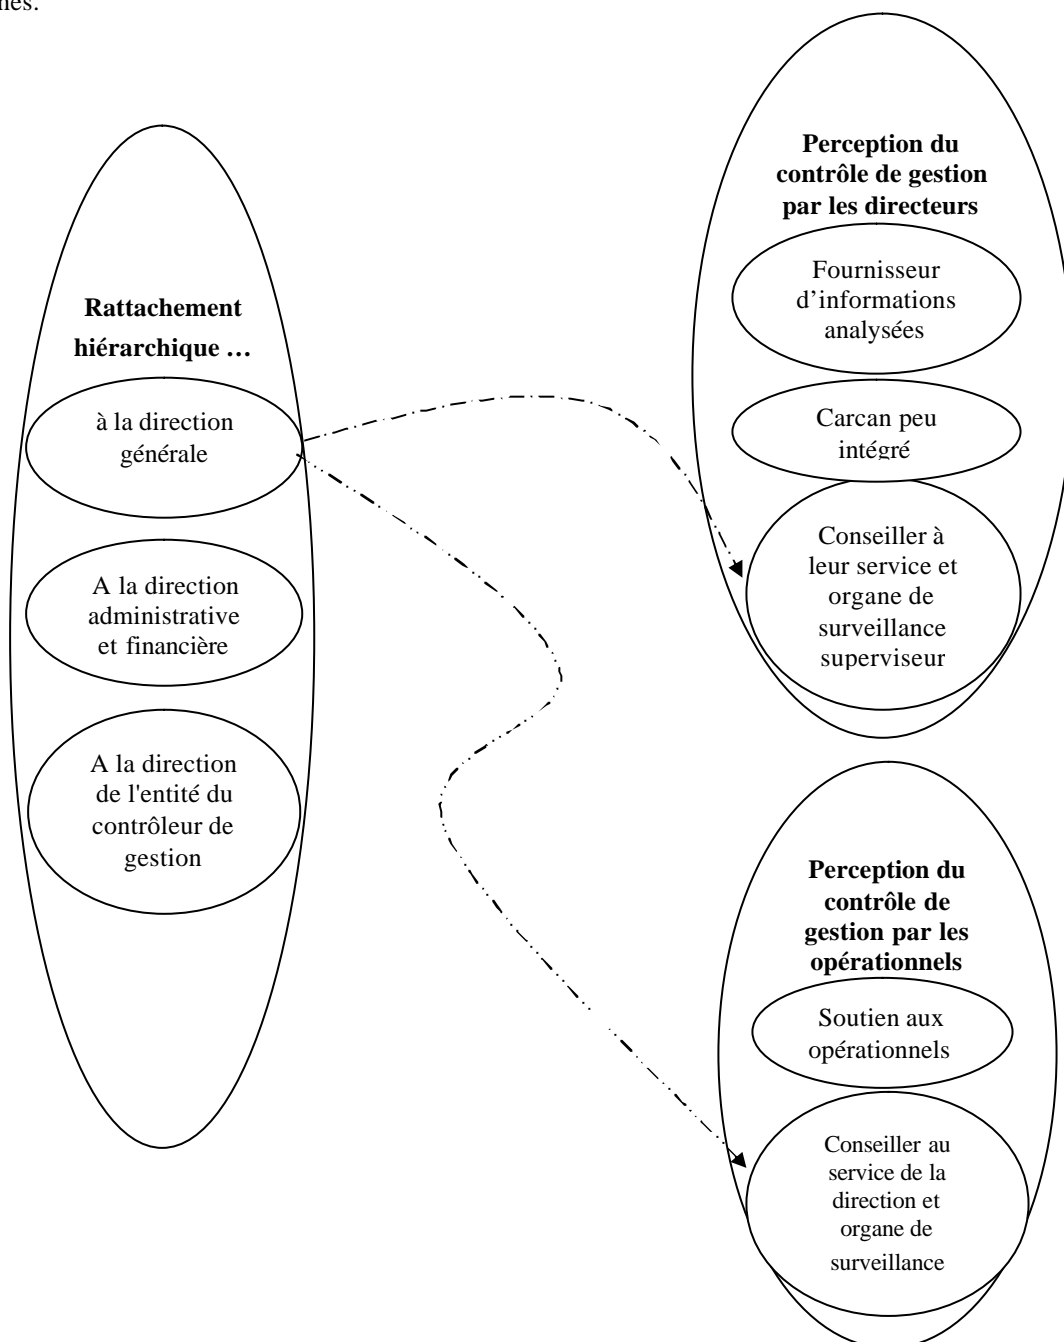 nes.
Rattachement
hiérarchique …
à la direction
générale
A la direction
administrative
et financière
A la direction
de l'entité du
contrôleur de
gestion
Perception du
contrôle de gestion
par les directeurs
Fournisseur
d’informations
analysées
Carcan peu
intégré
Conseiller à
leur service et
organe de
surveillance
superviseur
Perception du
contrôle de
gestion par les
opérationnels
Soutien aux
opérationnels
Conseiller au
service de la
direction et
organe de
surveillance